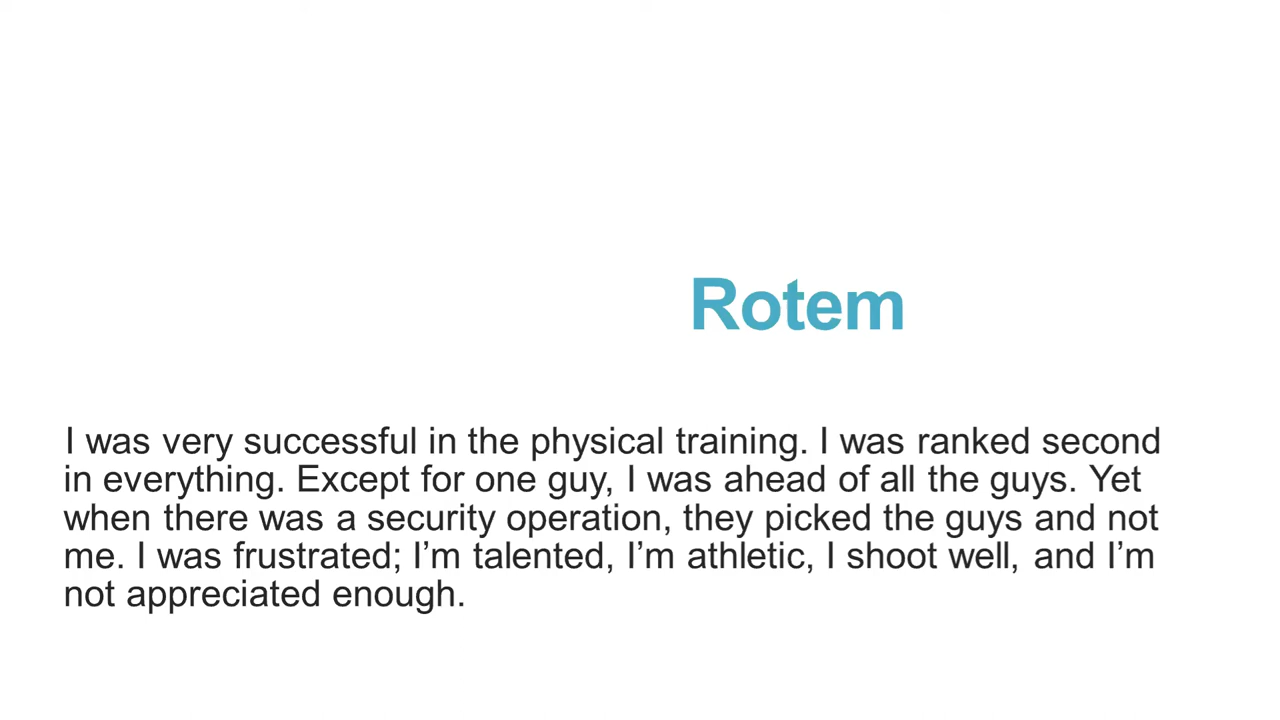 Rotem
I was very successful in the physical training. I was ranked second
in everything. Except for one guy, I was ahead of all the guys. Yet
when there was a security operation, they picked the guys and not
me. I was frustrated; I’m talented, I’m athletic, I shoot well, and I’m
not appreciated enough.